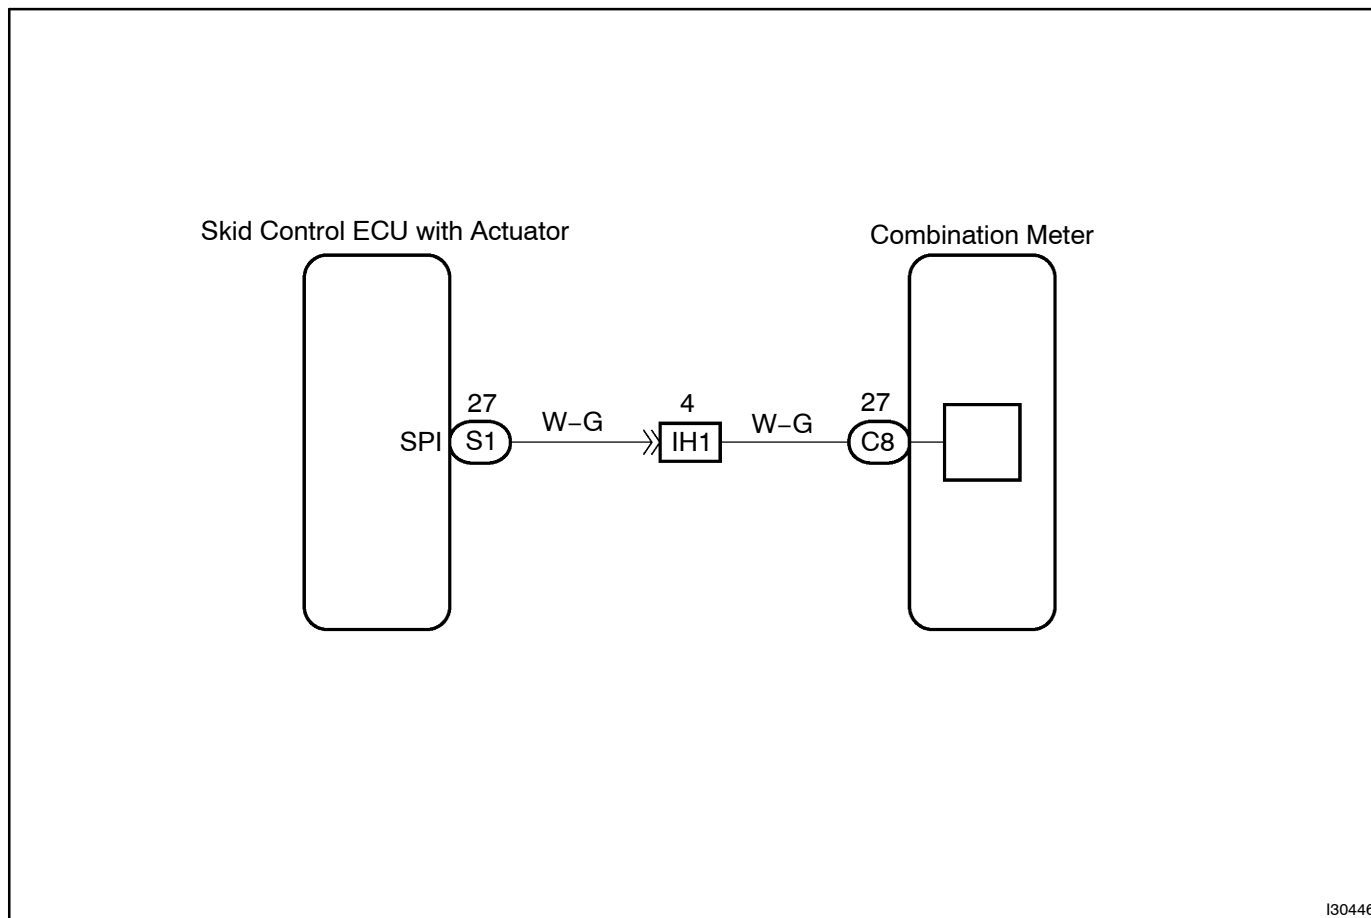 Skid Control ECU with Actuator
Combination Meter
27
W−G
4
W−G
27
SPI
S1
IH1
C8
I30446